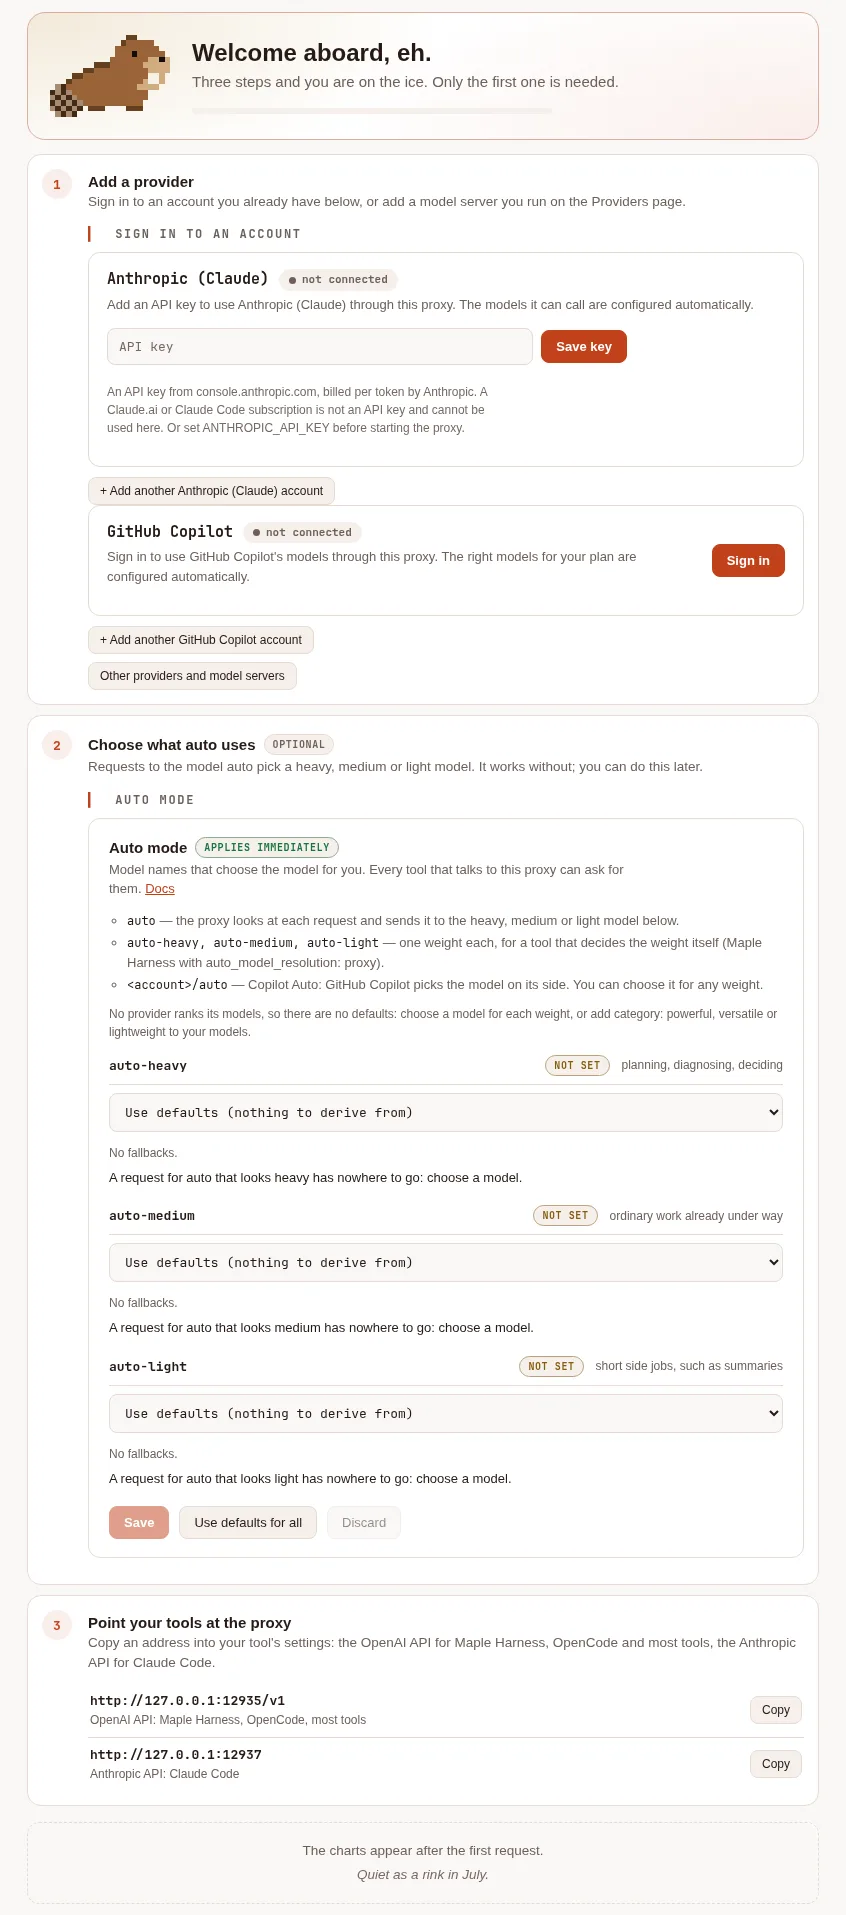 Welcome aboard, eh.
Three steps and you are on the ice. Only the first one is needed.
1
Add a provider
Sign in to an account you already have below, or add a model server you run on the Providers page.
SIGN IN TO AN ACCOUNT
Anthropic (Claude) not connected
Add an API key to use Anthropic (Claude) through this proxy. The models it can call are configured automatically.
API key Save key
An API key from console.anthropic.com, billed per token by Anthropic. A
Claude.ai or Claude Code subscription is not an API key and cannot be
used here. Or set ANTHROPIC_API_KEY before starting the proxy.
+ Add another Anthropic (Claude) account
GitHub Copilot not connected
Sign in to use GitHub Copilot's models through this proxy. The right models for your plan are
configured automatically.
Sign in
+ Add another GitHub Copilot account
Other providers and model servers
2
Choose what auto uses OPTIONAL
Requests to the model auto pick a heavy, medium or light model. It works without; you can do this later.
AUTO MODE
Auto mode APPLIES IMMEDIATELY
Model names that choose the model for you. Every tool that talks to this proxy can ask for
them. Docs
auto — the proxy looks at each request and sends it to the heavy, medium or light model below.
auto-heavy, auto-medium, auto-light — one weight each, for a tool that decides the weight itself (Maple
Harness with auto_model_resolution: proxy).
<account>/auto — Copilot Auto: GitHub Copilot picks the model on its side. You can choose it for any weight.
No provider ranks its models, so there are no defaults: choose a model for each weight, or add category: powerful, versatile or
lightweight to your models.
auto-heavy NOT SET planning, diagnosing, deciding
Use defaults (nothing to derive from)
No fallbacks.
A request for auto that looks heavy has nowhere to go: choose a model.
auto-medium NOT SET ordinary work already under way
Use defaults (nothing to derive from)
No fallbacks.
A request for auto that looks medium has nowhere to go: choose a model.
auto-light NOT SET short side jobs, such as summaries
Use defaults (nothing to derive from)
No fallbacks.
A request for auto that looks light has nowhere to go: choose a model.
Save Use defaults for all Discard
3
Point your tools at the proxy
Copy an address into your tool's settings: the OpenAI API for Maple Harness, OpenCode and most tools, the Anthropic
API for Claude Code.
http://127.0.0.1:12935/v1
OpenAI API: Maple Harness, OpenCode, most tools
Copy
http://127.0.0.1:12937
Anthropic API: Claude Code
Copy
The charts appear after the first request.
Quiet as a rink in July.